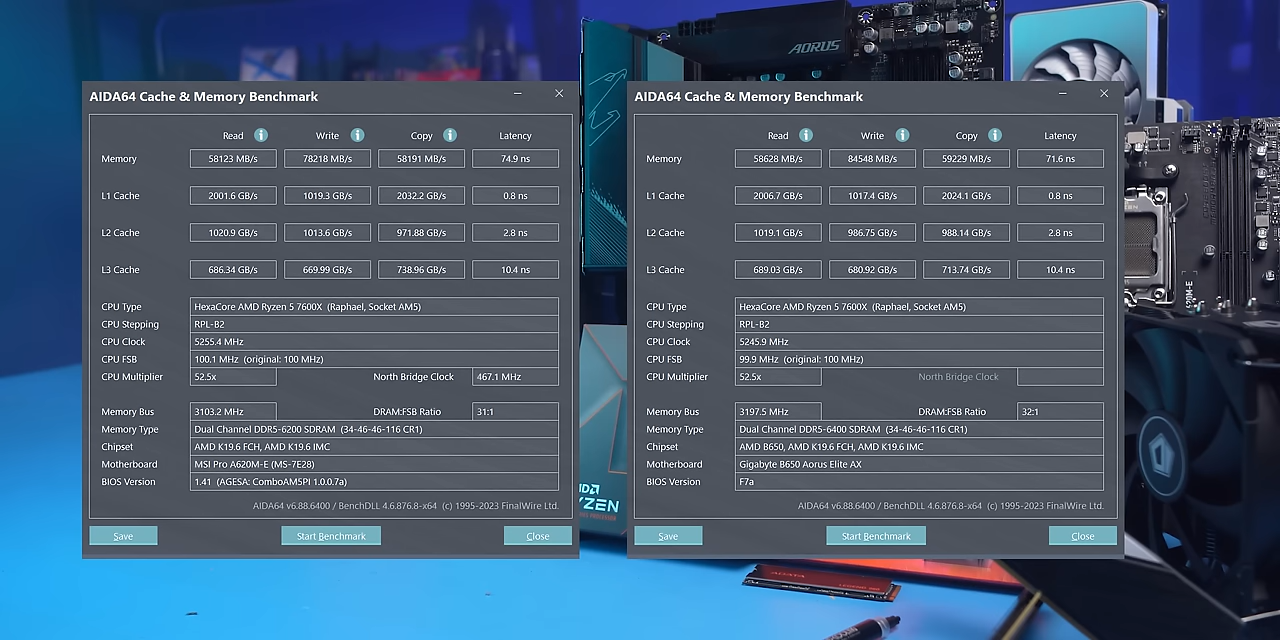 AORUS
AIDA64 Cache & Memory Benchmark
Read Write Copy Latency
Memory 58123 MB/s 78218 MB/s 58191 MB/s 74.9 ns
L1 Cache 2001.6 GB/s 1019.3 GB/s 2032.2 GB/s 0.8 ns
L2 Cache 1020.9 GB/s 1013.6 GB/s 971.88 GB/s 2.8 ns
L3 Cache 686.34 GB/s 669.99 GB/s 738.96 GB/s 10.4 ns
CPU Type HexaCore AMD Ryzen 5 7600X (Raphael, Socket AM5)
CPU Stepping RPL-B2
CPU Clock 5255.4 MHz
CPU FSB 100.1 MHz (original: 100 MHz)
CPU Multiplier 52.5x North Bridge Clock 467.1 MHz
Memory Bus 3103.2 MHz DRAM:FSB Ratio 31:1
Memory Type Dual Channel DDR5-6200 SDRAM (34-46-46-116 CR1)
Chipset AMD K19.6 FCH, AMD K19.6 IMC
Motherboard MSI Pro A620M-E (MS-7E28)
BIOS Version 1.41 (AGESA: ComboAM5PI 1.0.0.7a)
AIDA64 v6.88.6400 / BenchDLL 4.6.876.8-x64 (c) 1995-2023 FinalWire Ltd.
Save Start Benchmark Close
AIDA64 Cache & Memory Benchmark
Read Write Copy Latency
Memory 58628 MB/s 84548 MB/s 59229 MB/s 71.6 ns
L1 Cache 2006.7 GB/s 1017.4 GB/s 2024.1 GB/s 0.8 ns
L2 Cache 1019.1 GB/s 986.75 GB/s 988.14 GB/s 2.8 ns
L3 Cache 689.03 GB/s 680.92 GB/s 713.74 GB/s 10.4 ns
CPU Type HexaCore AMD Ryzen 5 7600X (Raphael, Socket AM5)
CPU Stepping RPL-B2
CPU Clock 5245.9 MHz
CPU FSB 99.9 MHz (original: 100 MHz)
CPU Multiplier 52.5x North Bridge Clock
Memory Bus 3197.5 MHz DRAM:FSB Ratio 32:1
Memory Type Dual Channel DDR5-6400 SDRAM (34-46-46-116 CR1)
Chipset AMD B650, AMD K19.6 FCH, AMD K19.6 IMC
Motherboard Gigabyte B650 Aorus Elite AX
BIOS Version F7a
AIDA64 v6.88.6400 / BenchDLL 4.6.876.8-x64 (c) 1995-2023 FinalWire Ltd.
Save Start Benchmark Close
ADATA